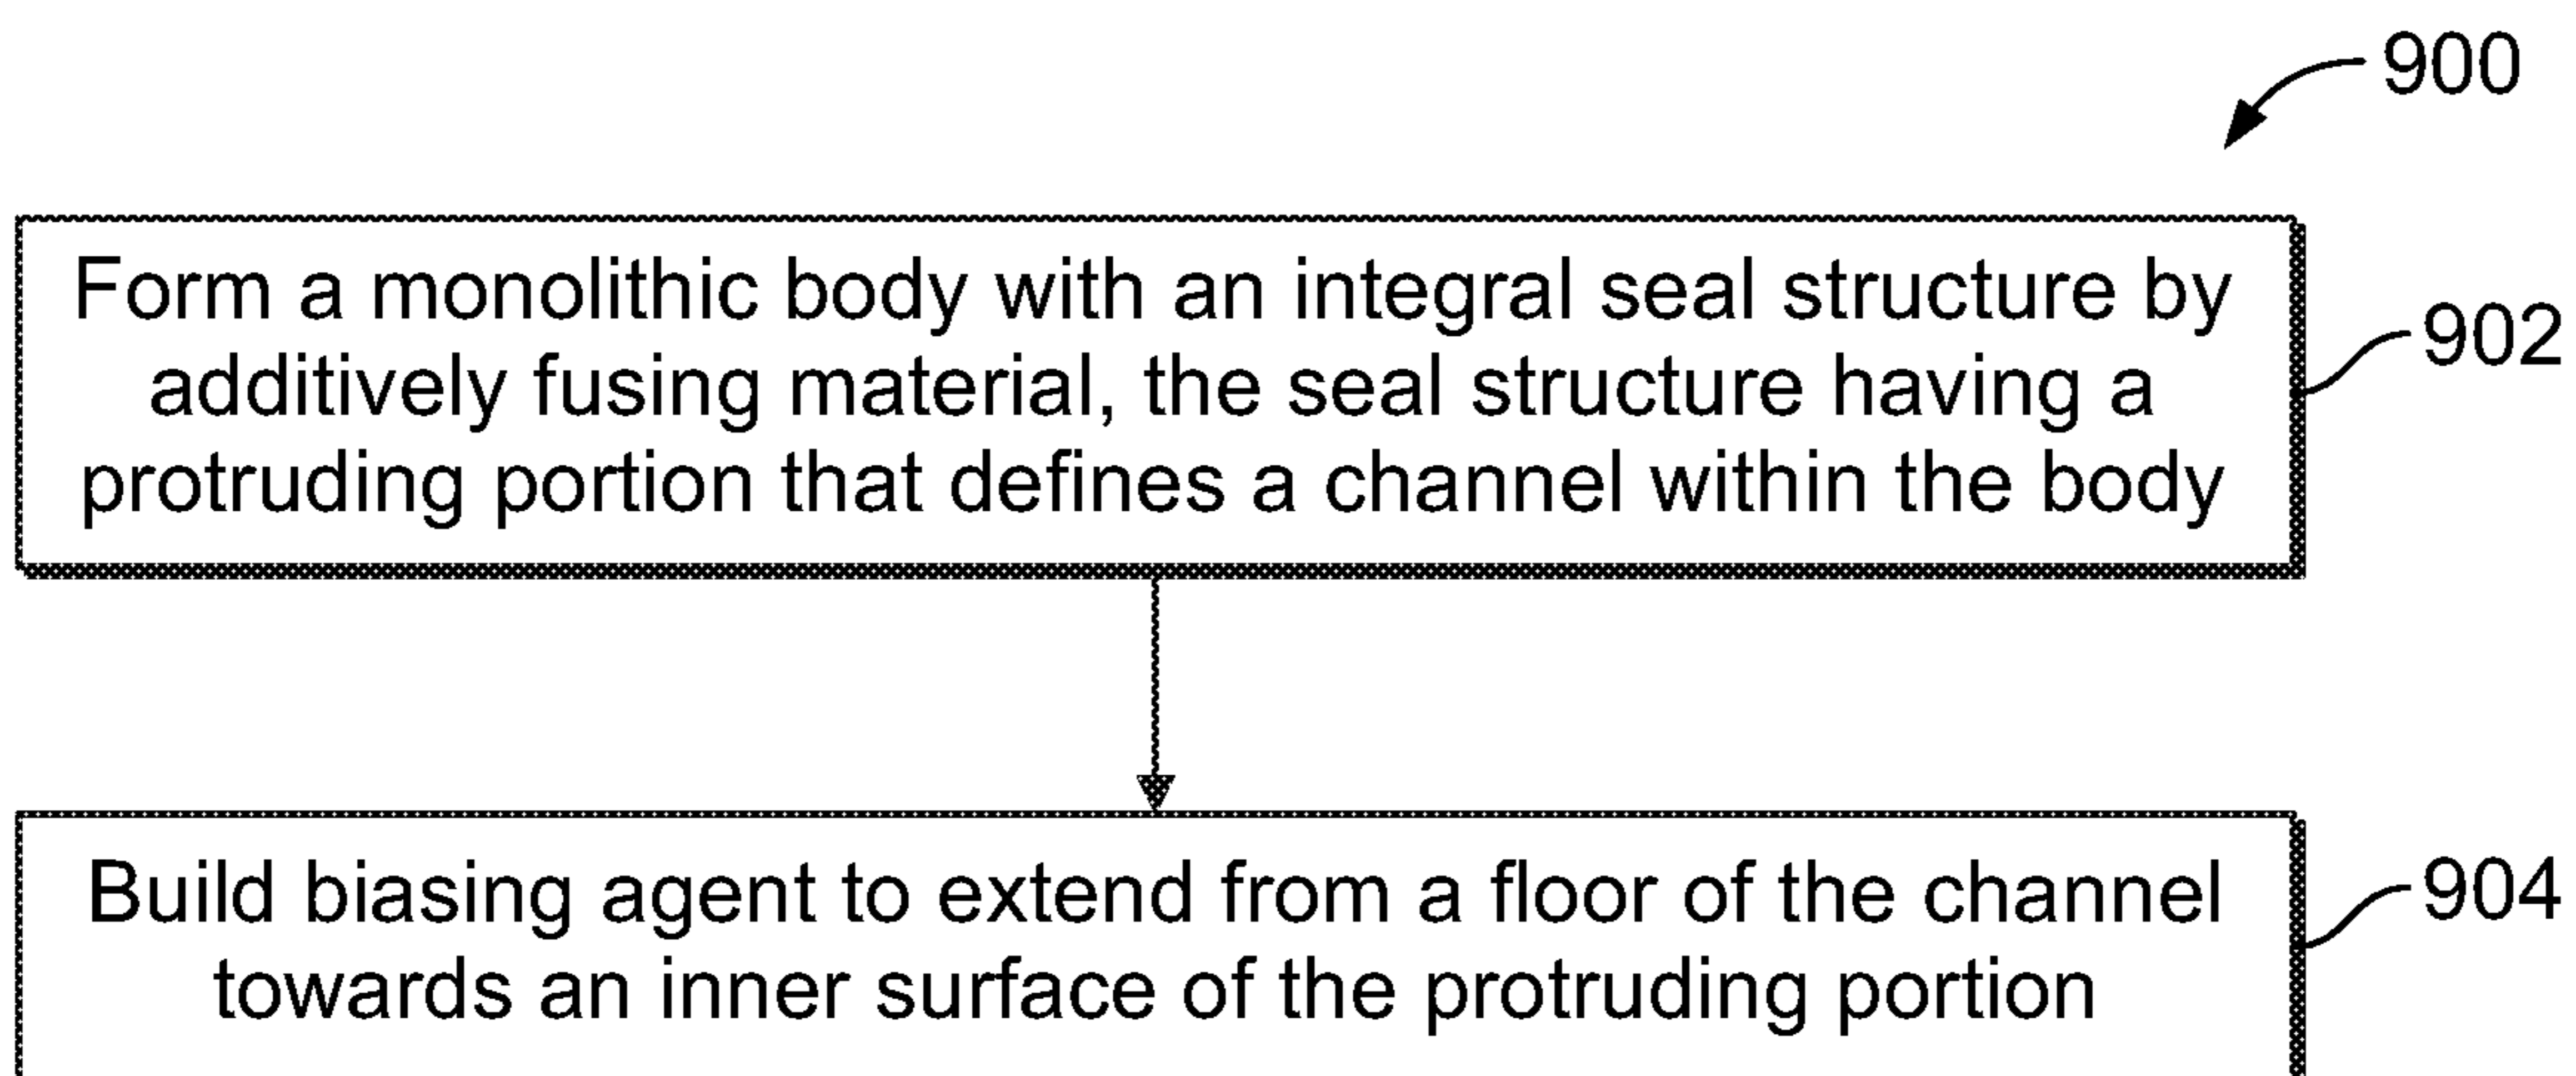 900
Form a monolithic body with an integral seal structure by
additively fusing material, the seal structure having a
protruding portion that defines a channel within the body
902
Build biasing agent to extend from a floor of the channel
towards an inner surface of the protruding portion
904